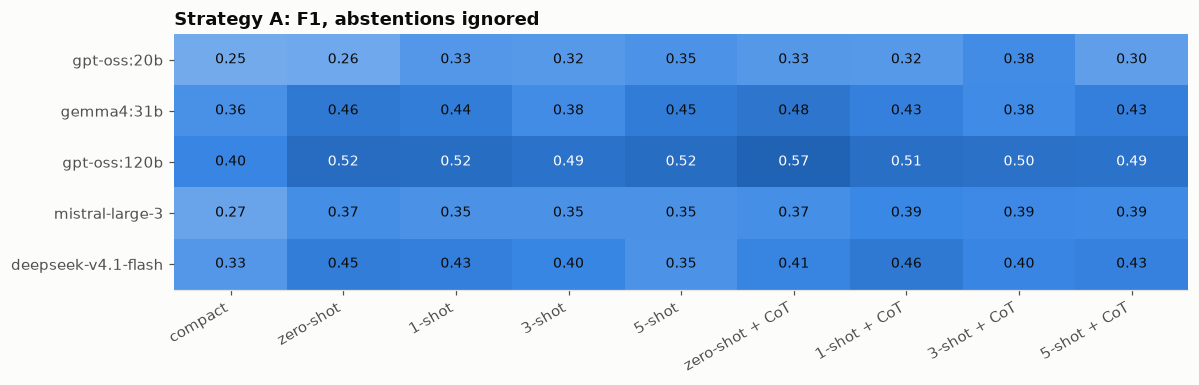 Strategy A: F1, abstentions ignored
gpt-oss:20b 0.25 0.26 0.33 0.32 0.35 0.33 0.32 0.38 0.30
gemma4:31b 0.36 0.46 0.44 0.38 0.45 0.48 0.43 0.38 0.43
gpt-oss:120b 0.40 0.52 0.52 0.49 0.52 0.57 0.51 0.50 0.49
mistral-large-3 0.27 0.37 0.35 0.35 0.35 0.37 0.39 0.39 0.39
deepseek-v4.1-flash 0.33 0.45 0.43 0.40 0.35 0.41 0.46 0.40 0.43
compact zero-shot 1-shot 3-shot 5-shot zero-shot + CoT 1-shot + CoT 3-shot + CoT 5-shot + CoT